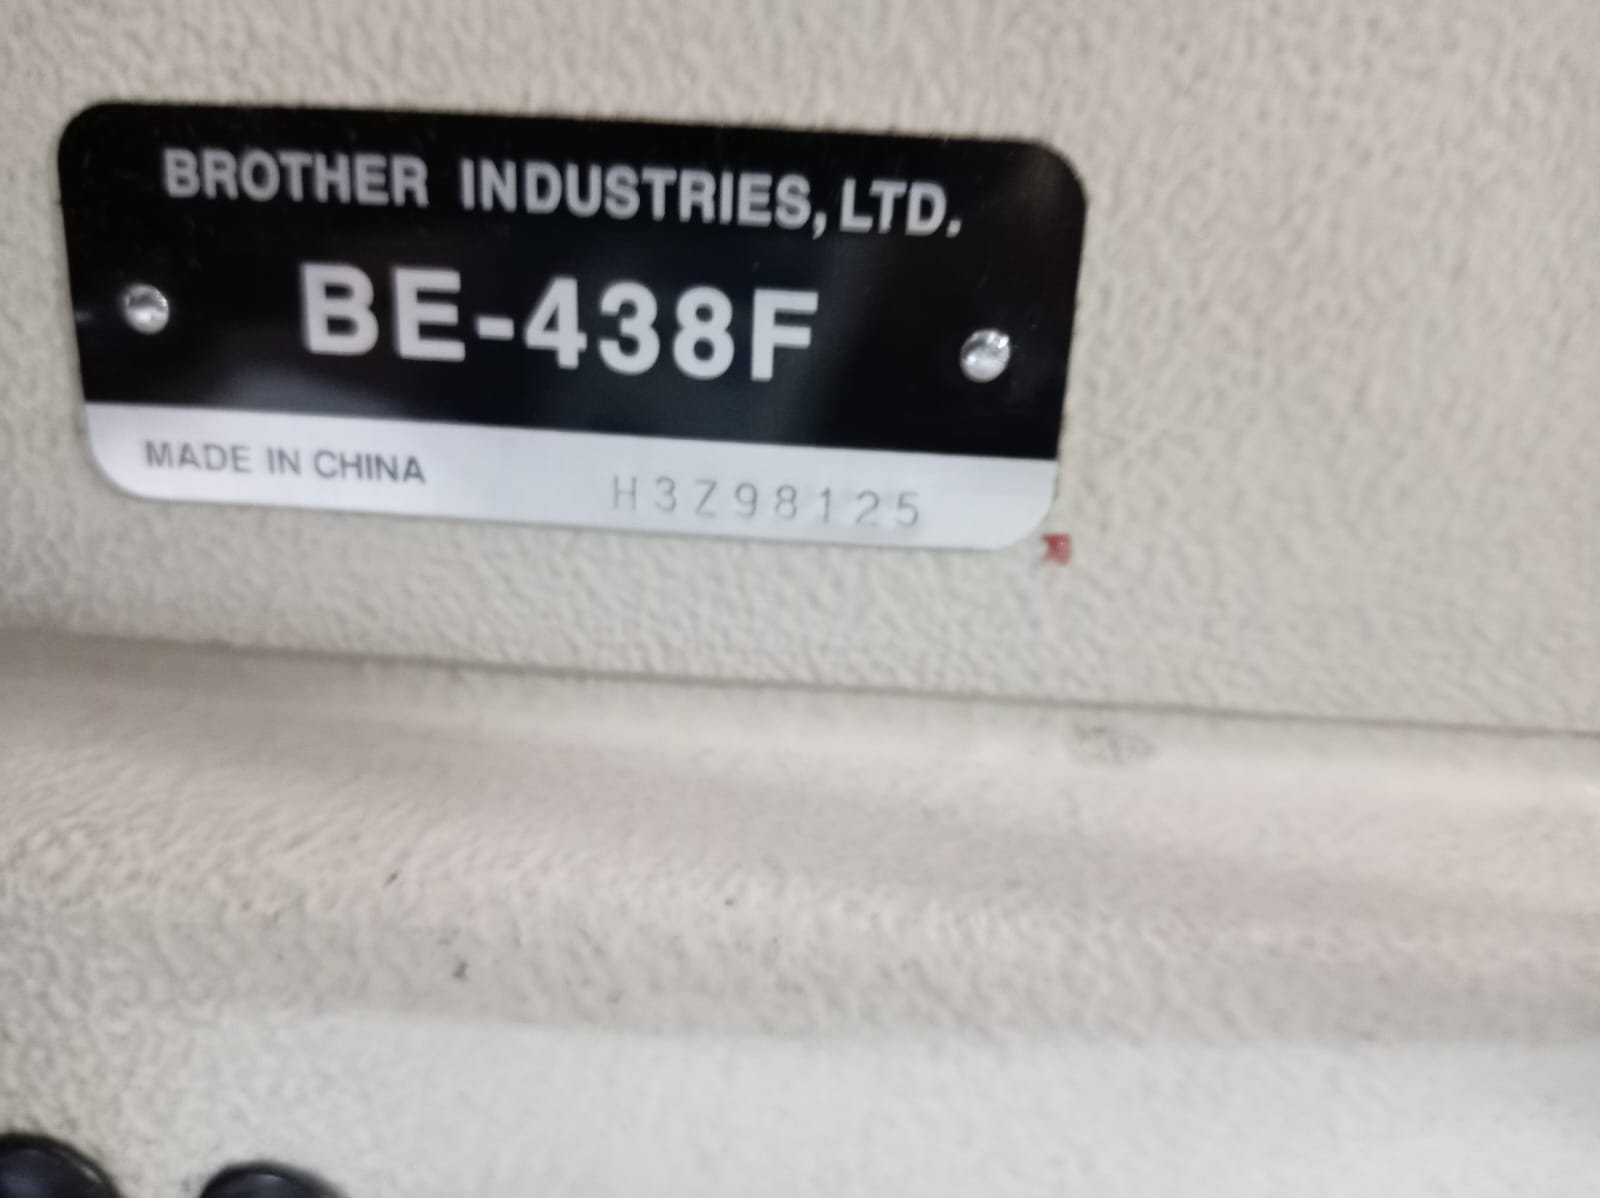 BROTHER INDUSTRIES, LTD.
BE-438F
MADE IN CHINA H3Z98125